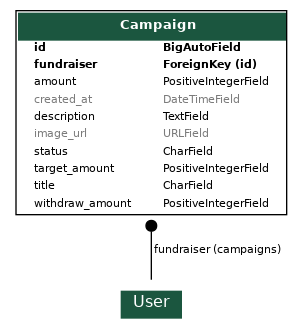 Campaign
id BigAutoField
fundraiser ForeignKey (id)
amount PositiveIntegerField
created_at DateTimeField
description TextField
image_url URLField
status CharField
target_amount PositiveIntegerField
title CharField
withdraw_amount PositiveIntegerField
fundraiser (campaigns)
User